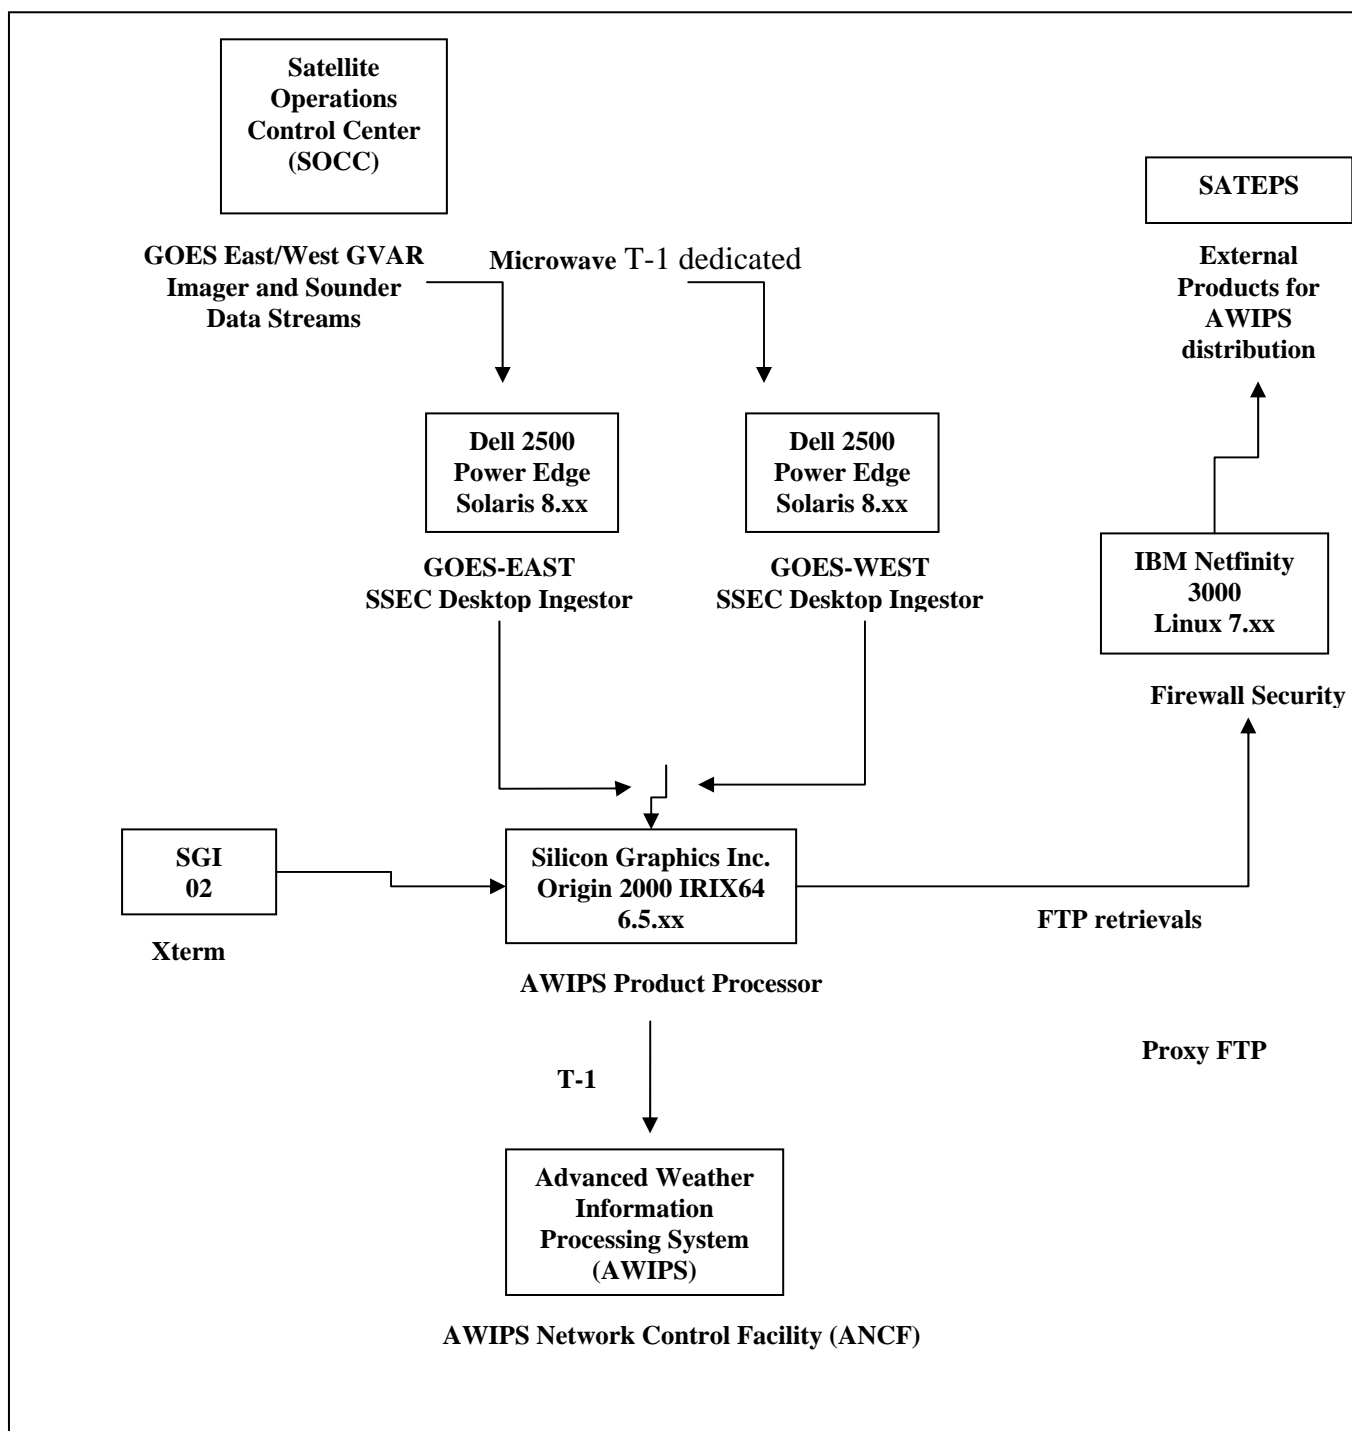 Satellite
Operations
Control Center
(SOCC)
SATEPS
GOES East/West GVAR
Imager and Sounder
Data Streams
Microwave T-1 dedicated
External
Products for
AWIPS
distribution
Dell 2500
Power Edge
Solaris 8.xx
Dell 2500
Power Edge
Solaris 8.xx
GOES-EAST
SSEC Desktop Ingestor
GOES-WEST
SSEC Desktop Ingestor
IBM Netfinity
3000
Linux 7.xx
Firewall Security
SGI
02
Xterm
Silicon Graphics Inc.
Origin 2000 IRIX64
6.5.xx
FTP retrievals
AWIPS Product Processor
Proxy FTP
T-1
Advanced Weather
Information
Processing System
(AWIPS)
AWIPS Network Control Facility (ANCF)